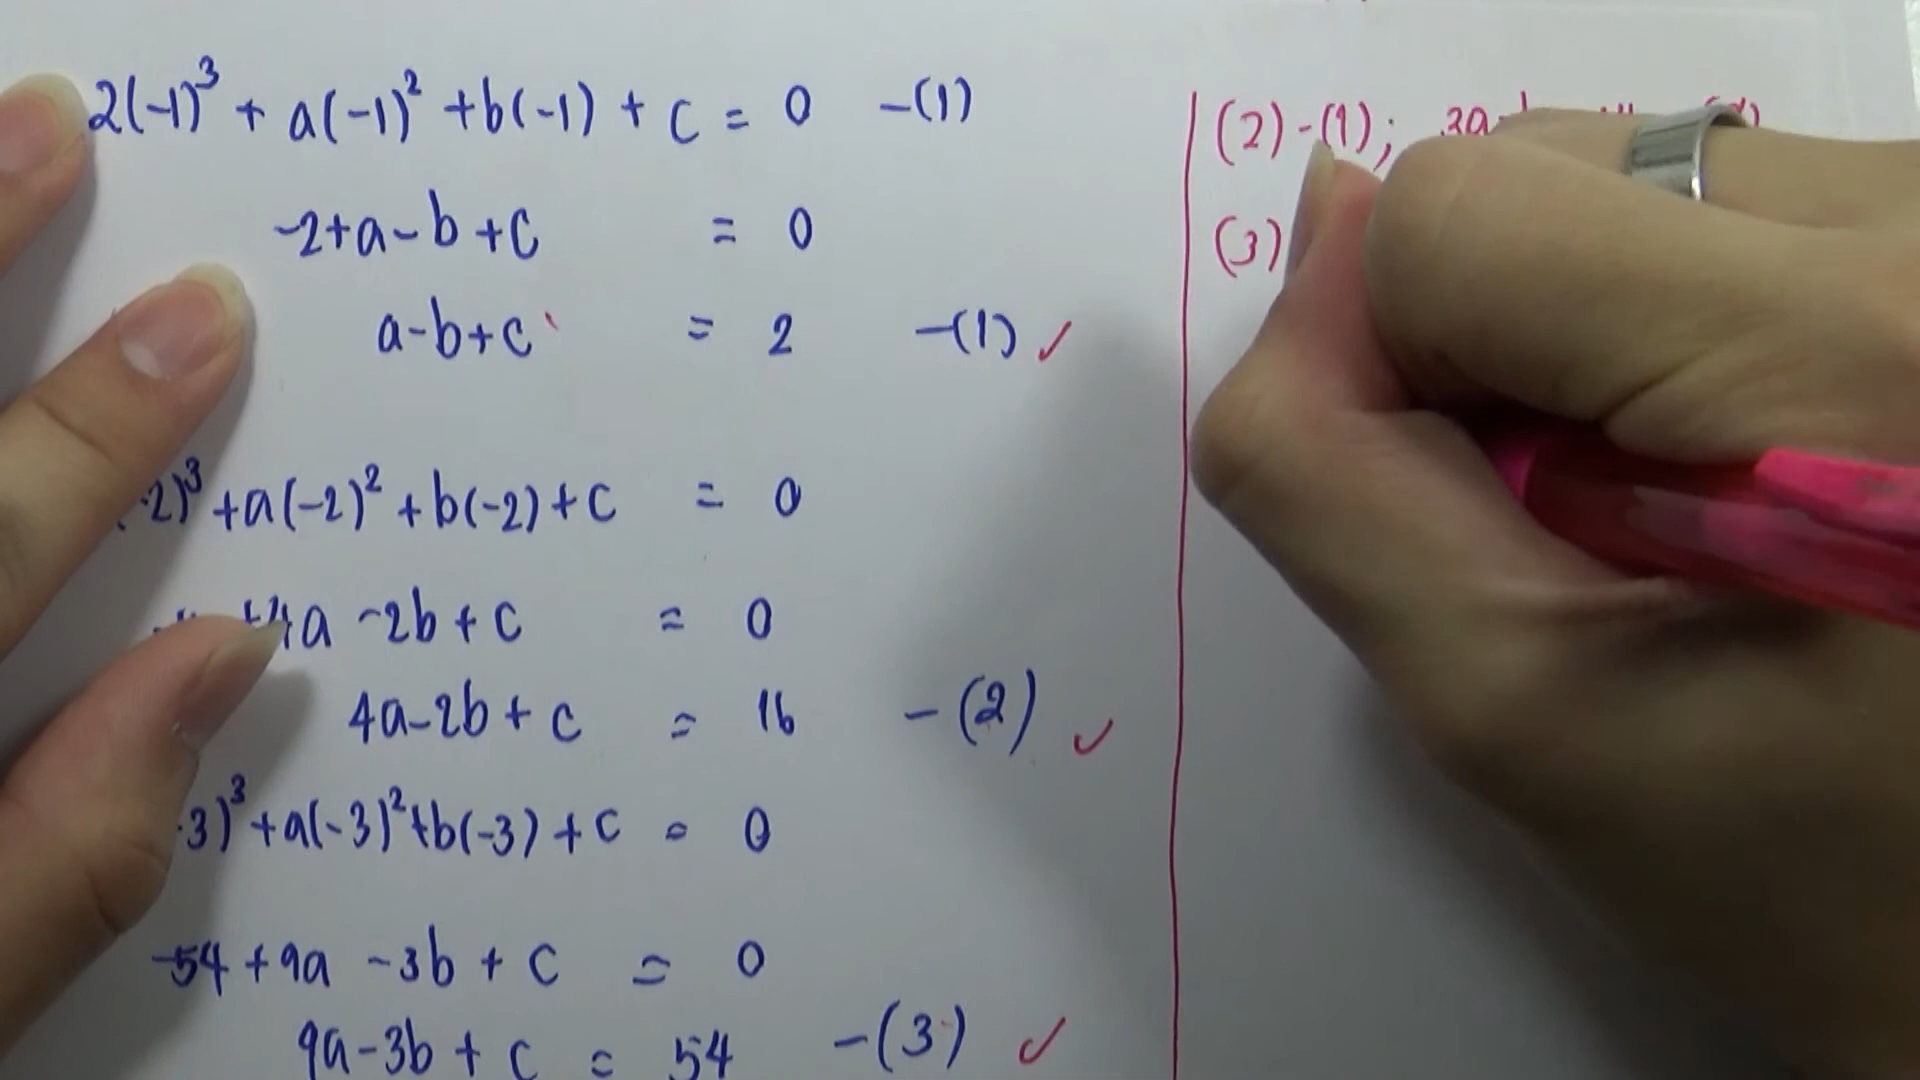 2(-1)³ + a(-1)² + b(-1) + c = 0 -(1)
-2+a-b+c = 0
a-b+c = 2 -(1) ✓
2)³ +a(-2)² + b(-2) + c = 0
+4a -2b + c = 0
4a-2b + c = 16 -(2) ✓
3)³ + a(-3)² + b(-3) + c = 0
-54 + 9a -3b + c = 0
9a-3b + c = 54 -(3) ✓
(2)-(1); 3a-
(3)